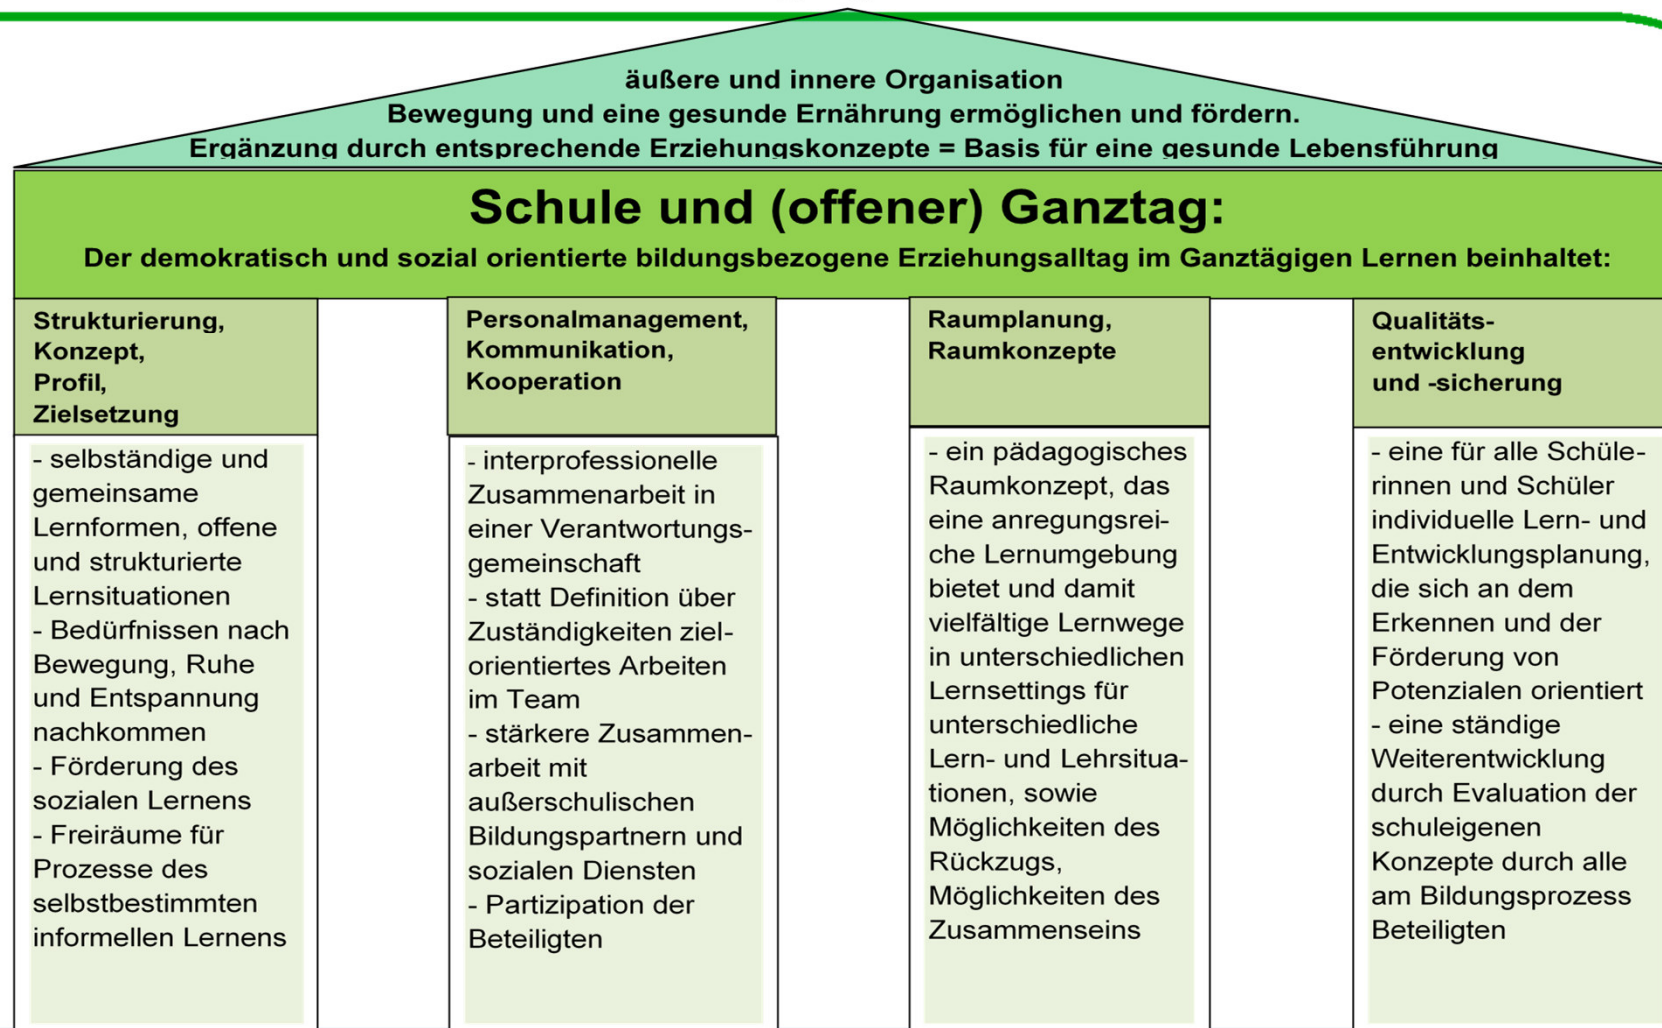 äußere und innere Organisation
Bewegung und eine gesunde Ernährung ermöglichen und fördern.
Ergänzung durch entsprechende Erziehungskonzepte = Basis für eine gesunde Lebensführung
Schule und (offener) Ganztag:
Der demokratisch und sozial orientierte bildungsbezogene Erziehungsalltag im Ganztägigen Lernen beinhaltet:
Strukturierung,
Konzept,
Profil,
Zielsetzung
- selbständige und
gemeinsame
Lernformen, offene
und strukturierte
Lernsituationen
- Bedürfnissen nach
Bewegung, Ruhe
und Entspannung
nachkommen
- Förderung des
sozialen Lernens
- Freiräume für
Prozesse des
selbstbestimmten
informellen Lernens
Personalmanagement,
Kommunikation,
Kooperation
- interprofessionelle
Zusammenarbeit in
einer Verantwortungs-
gemeinschaft
- statt Definition über
Zuständigkeiten ziel-
orientiertes Arbeiten
im Team
- stärkere Zusammen-
arbeit mit
außerschulischen
Bildungspartnern und
sozialen Diensten
- Partizipation der
Beteiligten
Raumplanung,
Raumkonzepte
- ein pädagogisches
Raumkonzept, das
eine anregungsrei-
che Lernumgebung
bietet und damit
vielfältige Lernwege
in unterschiedlichen
Lernsettings für
unterschiedliche
Lern- und Lehrsitua-
tionen, sowie
Möglichkeiten des
Rückzugs,
Möglichkeiten des
Zusammenseins
Qualitäts-
entwicklung
und -sicherung
- eine für alle Schüle-
rinnen und Schüler
individuelle Lern- und
Entwicklungsplanung,
die sich an dem
Erkennen und der
Förderung von
Potenzialen orientiert
- eine ständige
Weiterentwicklung
durch Evaluation der
schuleigenen
Konzepte durch alle
am Bildungsprozess
Beteiligten